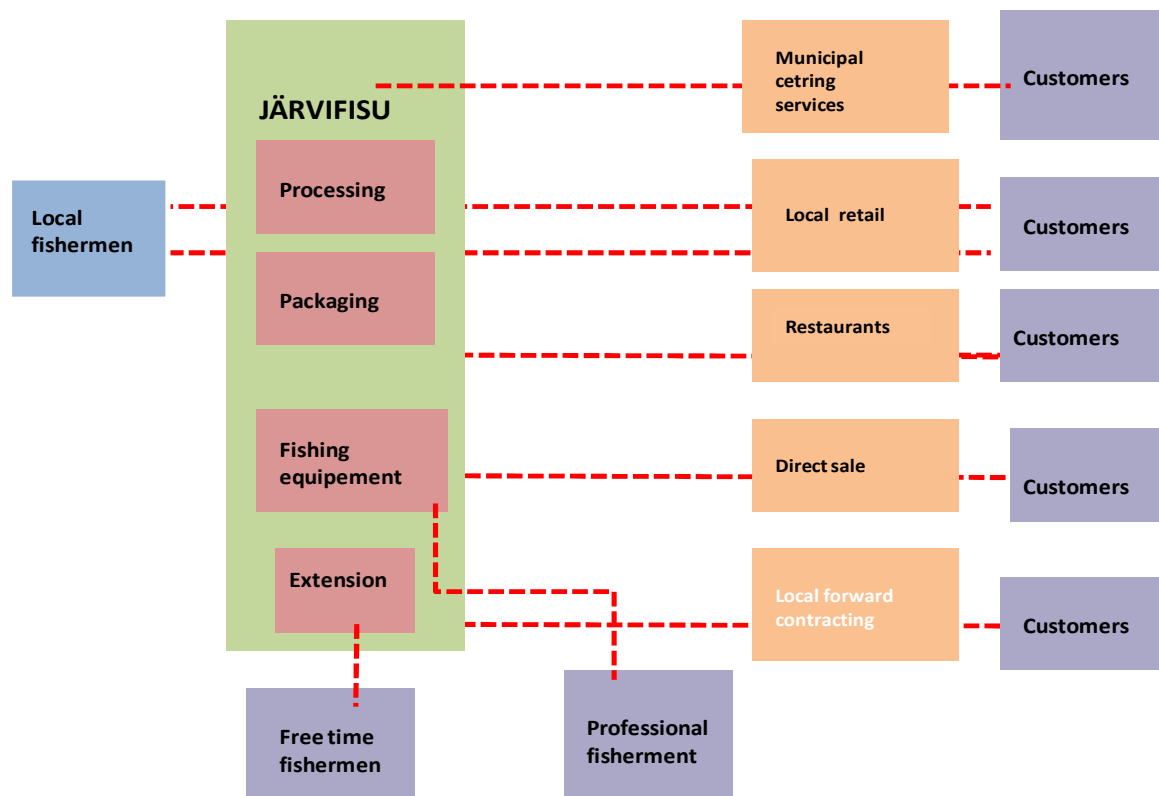 Municipal
cetring
services
Customers
JÄRVIFISU
Processing
Local
fishermen
Local retail
Customers
Packaging
Restaurants
Customers
Fishing
equipement
Direct sale
Customers
Extension
Local forward
contracting
Customers
Free time
fishermen
Professional
fisherment